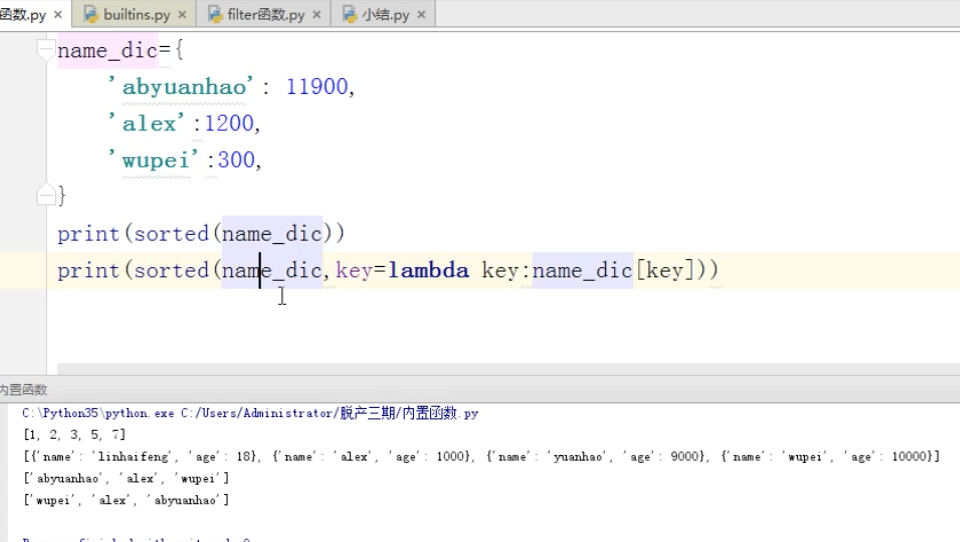 函数.py × builtins.py × filter函数.py × 小结.py ×
name_dic={
'abyuanhao': 11900,
'alex':1200,
'wupei':300,
}
print(sorted(name_dic))
print(sorted(name_dic,key=lambda key:name_dic[key]))
内置函数
C:\Python35\python.exe C:/Users/Administrator/脱产三期/内置函数.py
[1, 2, 3, 5, 7]
[{'name': 'linhaifeng', 'age': 18}, {'name': 'alex', 'age': 1000}, {'name': 'yuanhao', 'age': 9000}, {'name': 'wupei', 'age': 10000}]
['abyuanhao', 'alex', 'wupei']
['wupei', 'alex', 'abyuanhao']